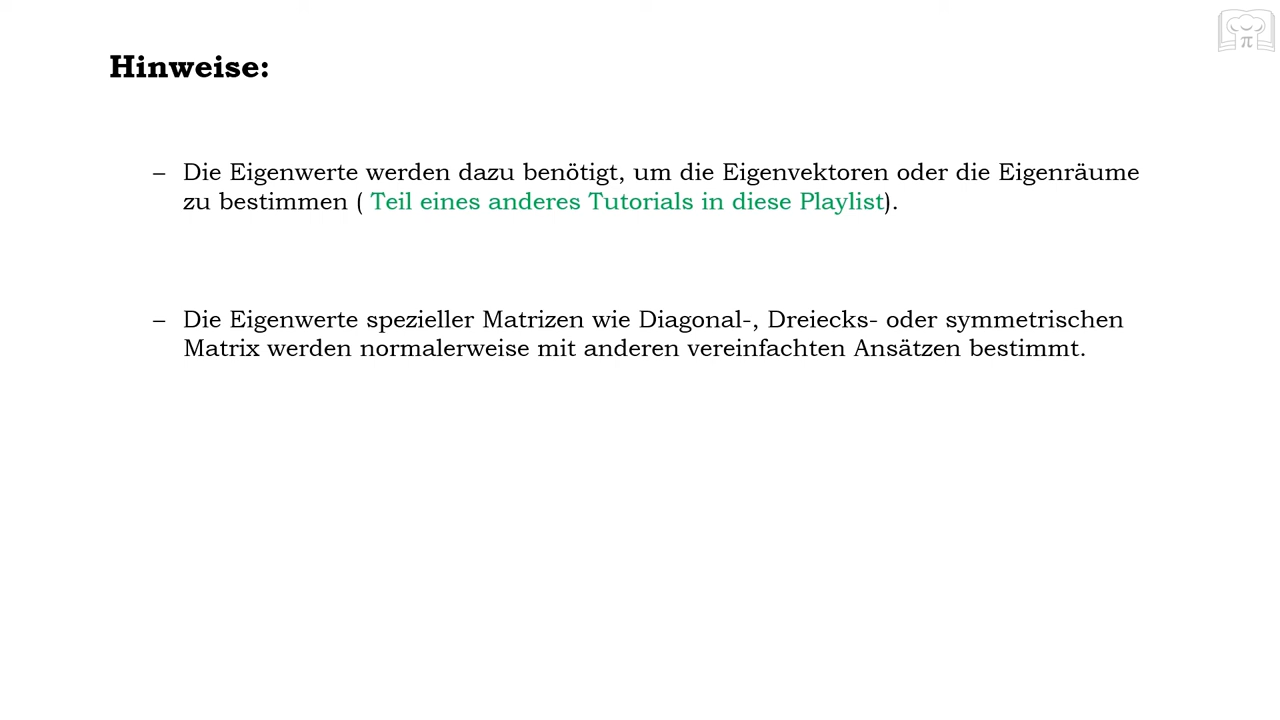 Hinweise:
– Die Eigenwerte werden dazu benötigt, um die Eigenvektoren oder die Eigenräume
zu bestimmen ( Teil eines anderes Tutorials in diese Playlist).
– Die Eigenwerte spezieller Matrizen wie Diagonal-, Dreiecks- oder symmetrischen
Matrix werden normalerweise mit anderen vereinfachten Ansätzen bestimmt.
π